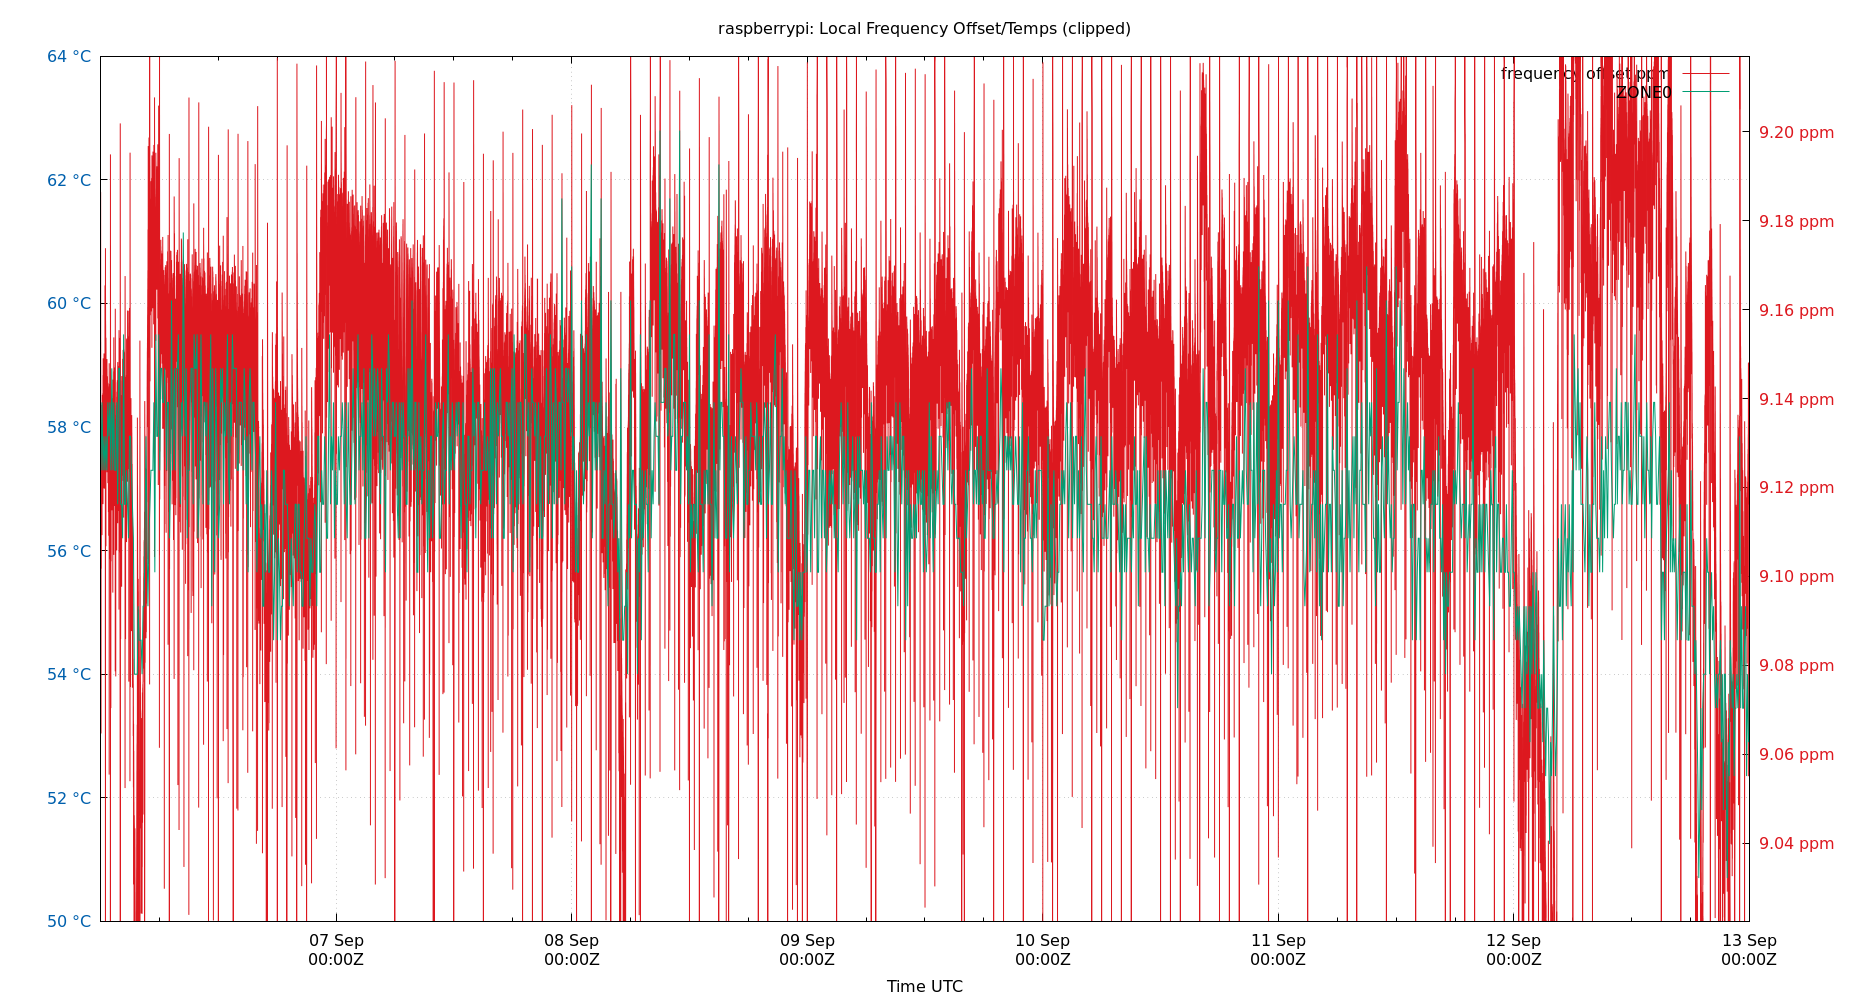 raspberrypi: Local Frequency Offset/Temps (clipped)
64 °C
62 °C
60 °C
58 °C
56 °C
54 °C
52 °C
50 °C
frequency offset ppm
ZONE0
9.20 ppm
9.18 ppm
9.16 ppm
9.14 ppm
9.12 ppm
9.10 ppm
9.08 ppm
9.06 ppm
9.04 ppm
07 Sep
00:00Z
08 Sep
00:00Z
09 Sep
00:00Z
10 Sep
00:00Z
11 Sep
00:00Z
12 Sep
00:00Z
13 Sep
00:00Z
Time UTC